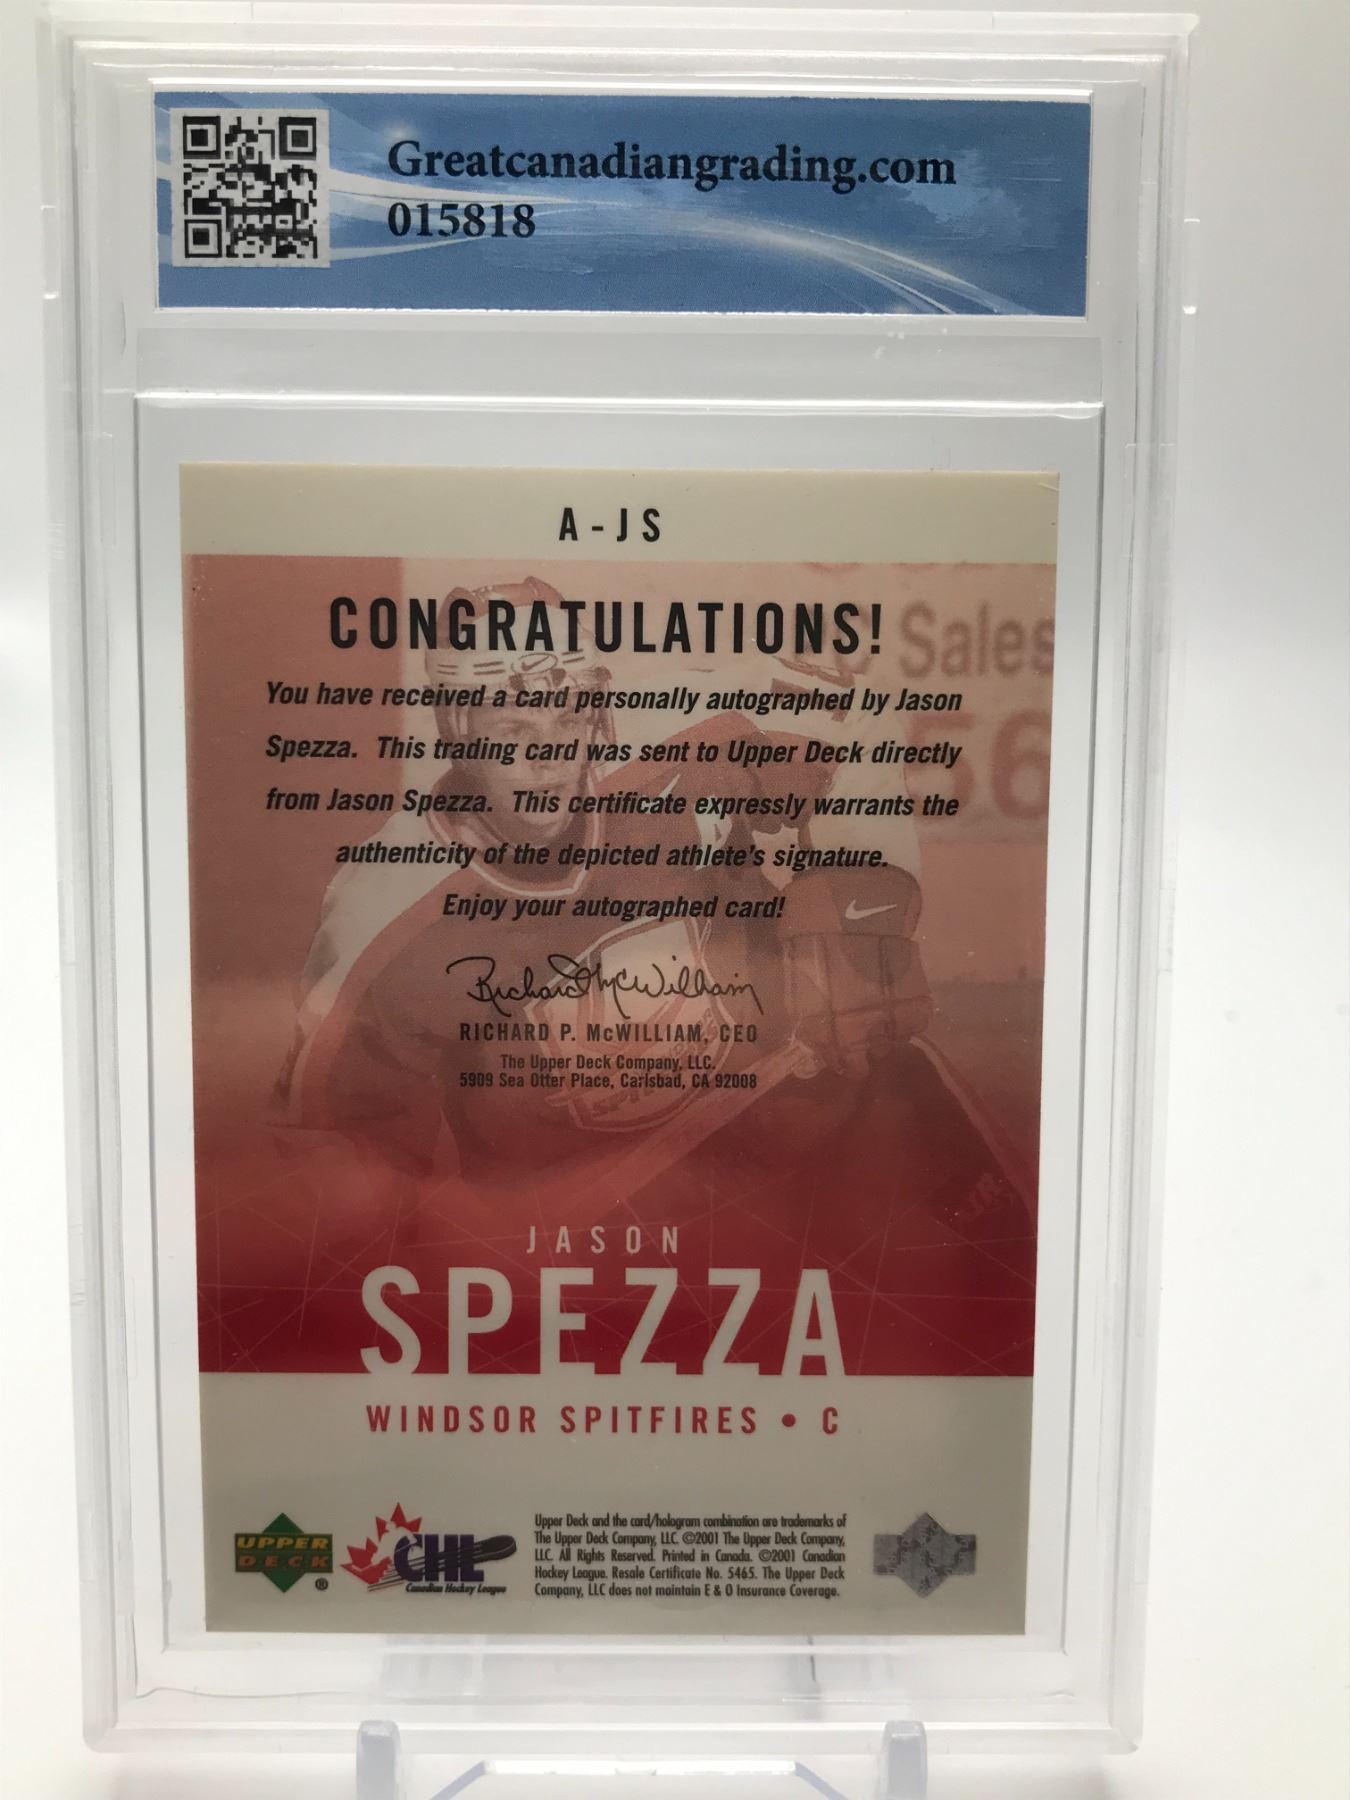 Greatcanadiangrading.com
015818
A-JS
CONGRATULATIONS!
Sales
56
You have received a card personally autographed by Jason
Spezza. This trading card was sent to Upper Deck directly
from Jason Spezza. This certificate expressly warrants the
authenticity of the depicted athlete's signature.
Enjoy your autographed card!
Richard McWilliam
RICHARD P. McWILLIAM, CEO
The Upper Deck Company, LLC.
5909 Sea Otter Place, Carlsbad, CA 92008
JASON
SPEZZA
WINDSOR SPITFIRES • C
UPPER
DECK
®
CHL
Canadian Hockey League
Upper Deck and the card/hologram combination are trademarks of
The Upper Deck Company, LLC. ©2001 The Upper Deck Company,
LLC. All Rights Reserved. Printed in Canada. ©2001 Canadian
Hockey League. Resale Certificate No. 5465. The Upper Deck
Company, LLC does not maintain E & O Insurance Coverage.